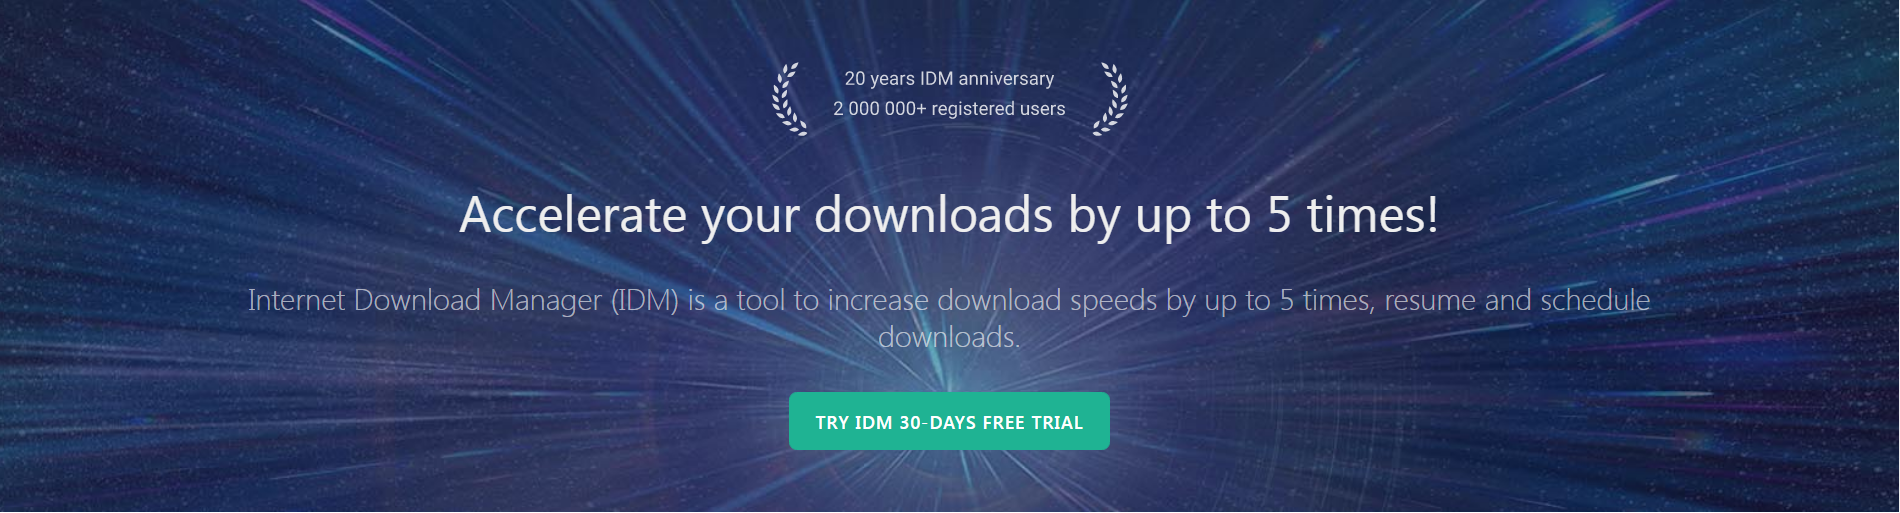 20 years IDM anniversary
2 000 000+ registered users
Accelerate your downloads by up to 5 times!
Internet Download Manager (IDM) is a tool to increase download speeds by up to 5 times, resume and schedule
downloads.
TRY IDM 30-DAYS FREE TRIAL